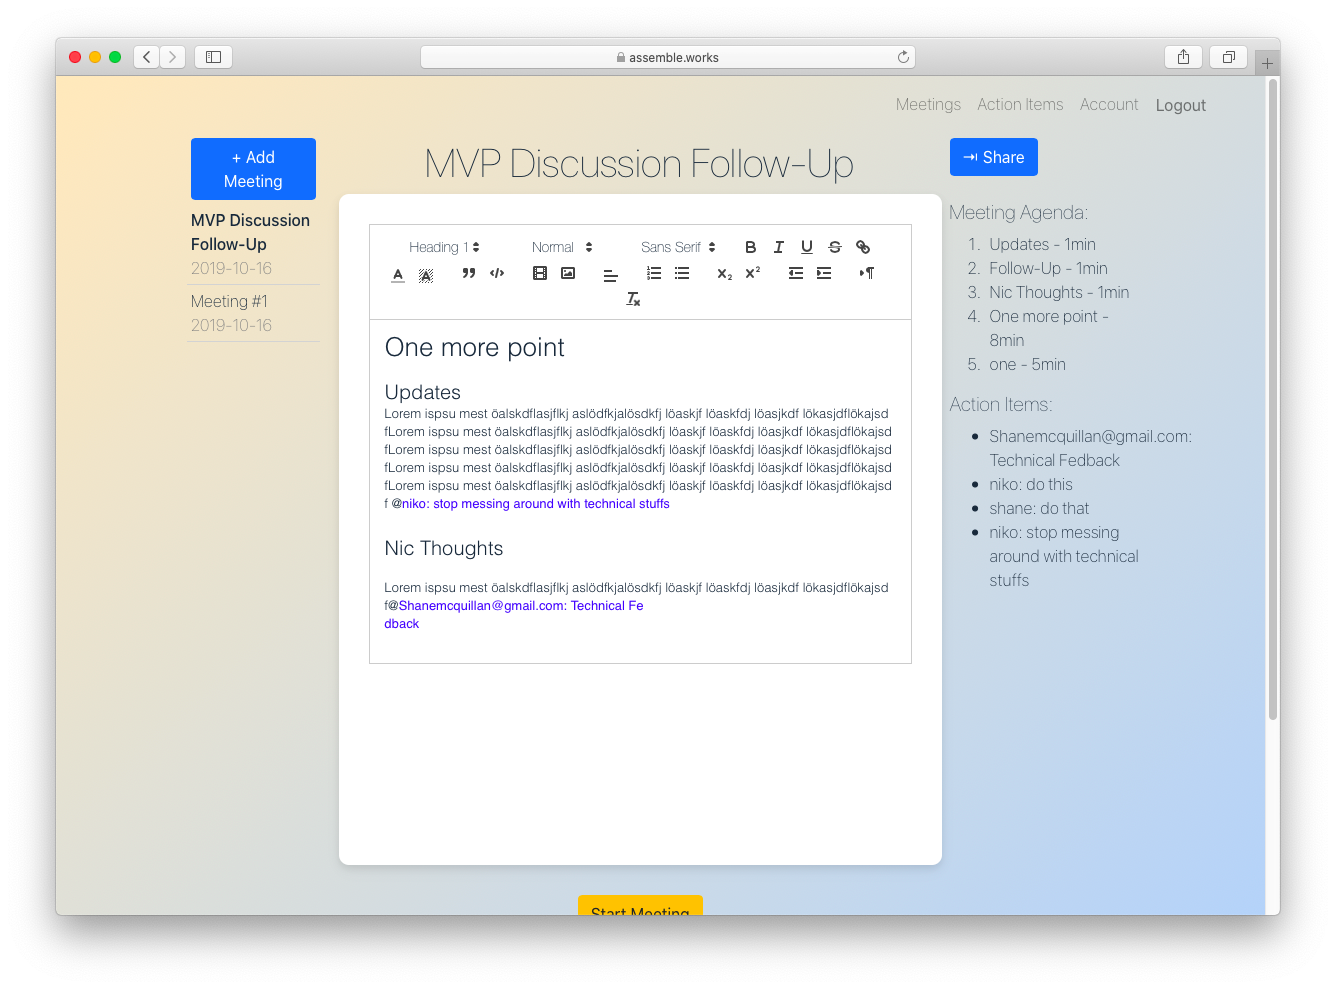 assemble.works
Meetings Action Items Account Logout
+ Add
Meeting
MVP Discussion
Follow-Up
2019-10-16
Meeting #1
2019-10-16
MVP Discussion Follow-Up
Heading 1 Normal Sans Serif B I U S
A A ” </> x₂ x² ¶
Tx
One more point
Updates
Lorem ispsu mest öalskdflasjflkj aslödfkjalösdkfj löaskjf löaskfdj löasjkdf lökasjdflökajsd
fLorem ispsu mest öalskdflasjflkj aslödfkjalösdkfj löaskjf löaskfdj löasjkdf lökasjdflökajsd
fLorem ispsu mest öalskdflasjflkj aslödfkjalösdkfj löaskjf löaskfdj löasjkdf lökasjdflökajsd
fLorem ispsu mest öalskdflasjflkj aslödfkjalösdkfj löaskjf löaskfdj löasjkdf lökasjdflökajsd
fLorem ispsu mest öalskdflasjflkj aslödfkjalösdkfj löaskjf löaskfdj löasjkdf lökasjdflökajsd
f @niko: stop messing around with technical stuffs
Nic Thoughts
Lorem ispsu mest öalskdflasjflkj aslödfkjalösdkfj löaskjf löaskfdj löasjkdf lökasjdflökajsd
f@Shanemcquillan@gmail.com: Technical Fe
dback
Start Meeting
⇥ Share
Meeting Agenda:
1. Updates - 1min
2. Follow-Up - 1min
3. Nic Thoughts - 1min
4. One more point -
8min
5. one - 5min
Action Items:
• Shanemcquillan@gmail.com:
Technical Fedback
• niko: do this
• shane: do that
• niko: stop messing
around with technical
stuffs